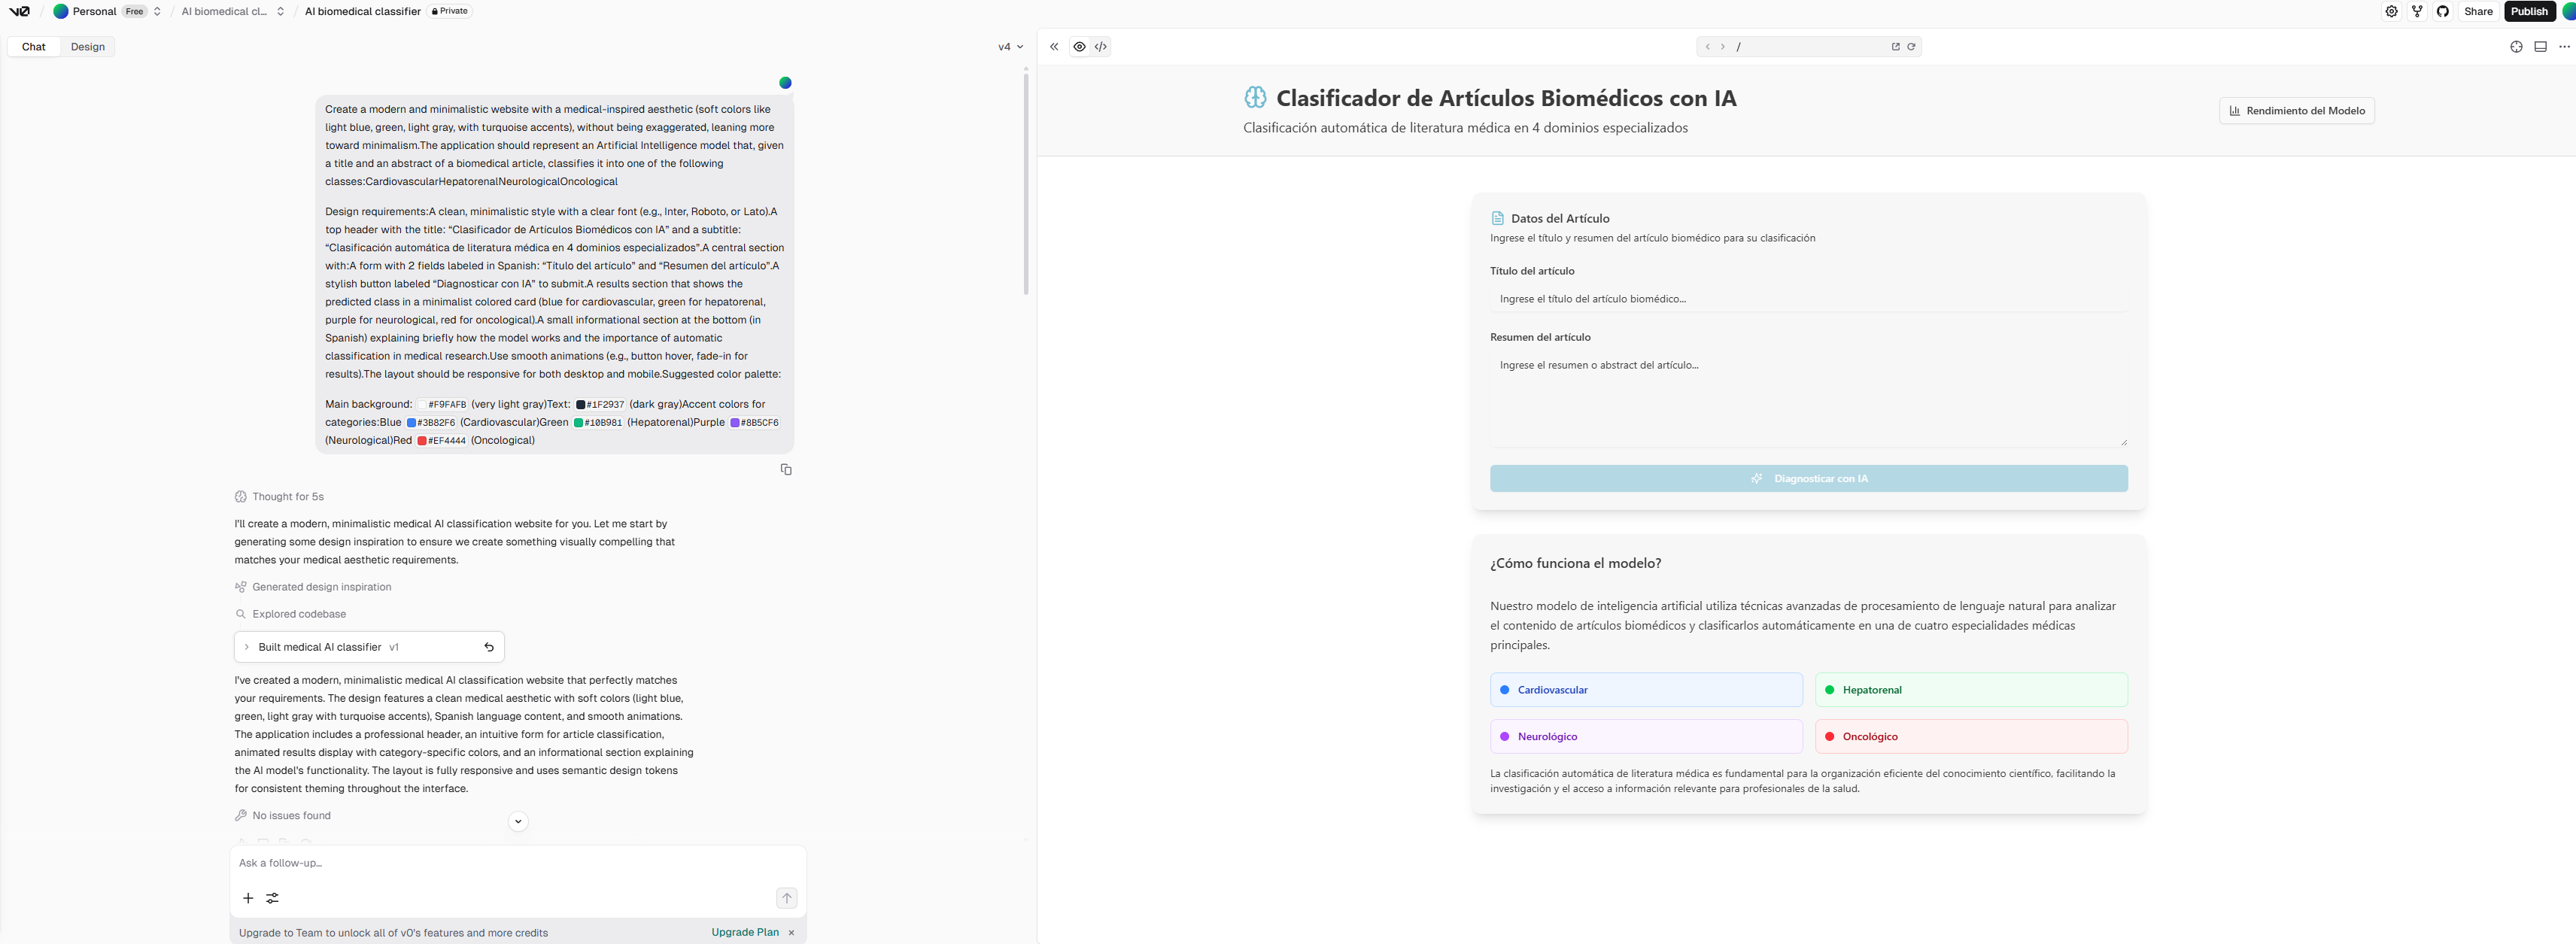 v0 Personal Free AI biomedical cl... AI biomedical classifier Private
Share Publish
Chat Design
v4
/
Create a modern and minimalistic website with a medical-inspired aesthetic (soft colors like
light blue, green, light gray, with turquoise accents), without being exaggerated, leaning more
toward minimalism.The application should represent an Artificial Intelligence model that, given
a title and an abstract of a biomedical article, classifies it into one of the following
classes:CardiovascularHepatorenalNeurologicalOncological
Design requirements:A clean, minimalistic style with a clear font (e.g., Inter, Roboto, or Lato).A
top header with the title: “Clasificador de Artículos Biomédicos con IA” and a subtitle:
“Clasificación automática de literatura médica en 4 dominios especializados”.A central section
with:A form with 2 fields labeled in Spanish: “Título del artículo” and “Resumen del artículo”.A
stylish button labeled “Diagnosticar con IA” to submit.A results section that shows the
predicted class in a minimalist colored card (blue for cardiovascular, green for hepatorenal,
purple for neurological, red for oncological).A small informational section at the bottom (in
Spanish) explaining briefly how the model works and the importance of automatic
classification in medical research.Use smooth animations (e.g., button hover, fade-in for
results).The layout should be responsive for both desktop and mobile.Suggested color palette:
Main background: #F9FAFB (very light gray)Text: #1F2937 (dark gray)Accent colors for
categories:Blue #3B82F6 (Cardiovascular)Green #10B981 (Hepatorenal)Purple #8B5CF6
(Neurological)Red #EF4444 (Oncological)
Thought for 5s
I'll create a modern, minimalistic medical AI classification website for you. Let me start by
generating some design inspiration to ensure we create something visually compelling that
matches your medical aesthetic requirements.
Generated design inspiration
Explored codebase
Built medical AI classifier v1
I've created a modern, minimalistic medical AI classification website that perfectly matches
your requirements. The design features a clean medical aesthetic with soft colors (light blue,
green, light gray with turquoise accents), Spanish language content, and smooth animations.
The application includes a professional header, an intuitive form for article classification,
animated results display with category-specific colors, and an informational section explaining
the AI model's functionality. The layout is fully responsive and uses semantic design tokens
for consistent theming throughout the interface.
No issues found
Ask a follow-up...
Upgrade to Team to unlock all of v0's features and more credits Upgrade Plan
Clasificador de Artículos Biomédicos con IA
Clasificación automática de literatura médica en 4 dominios especializados
Rendimiento del Modelo
Datos del Artículo
Ingrese el título y resumen del artículo biomédico para su clasificación
Título del artículo
Ingrese el título del artículo biomédico...
Resumen del artículo
Ingrese el resumen o abstract del artículo...
Diagnosticar con IA
¿Cómo funciona el modelo?
Nuestro modelo de inteligencia artificial utiliza técnicas avanzadas de procesamiento de lenguaje natural para analizar
el contenido de artículos biomédicos y clasificarlos automáticamente en una de cuatro especialidades médicas
principales.
Cardiovascular
Hepatorenal
Neurológico
Oncológico
La clasificación automática de literatura médica es fundamental para la organización eficiente del conocimiento científico, facilitando la
investigación y el acceso a información relevante para profesionales de la salud.